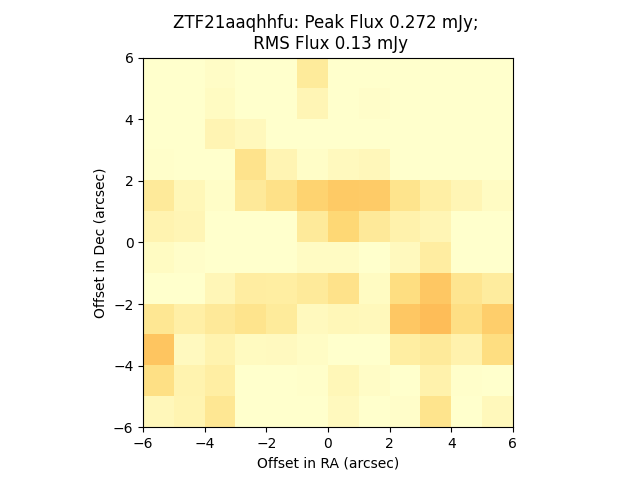 ZTF21aaqhhfu: Peak Flux 0.272 mJy;
RMS Flux 0.13 mJy
6
4
2
0
−2
−4
−6
Offset in Dec (arcsec)
−6 −4 −2 0 2 4 6
Offset in RA (arcsec)